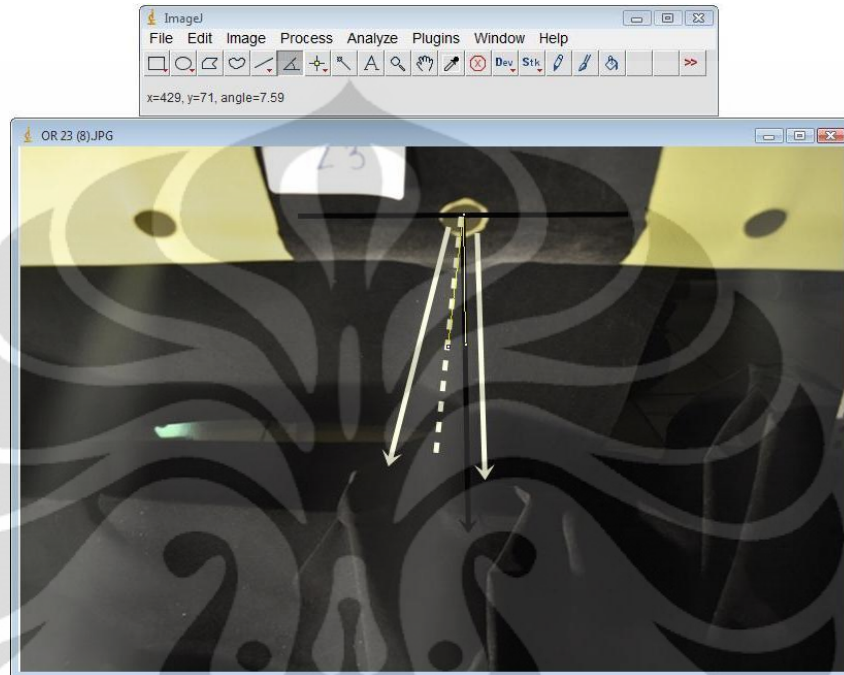 ImageJ
File Edit Image Process Analyze Plugins Window Help
A Dev Stk >>
x=429, y=71, angle=7.59
OR 23 (8).JPG
23